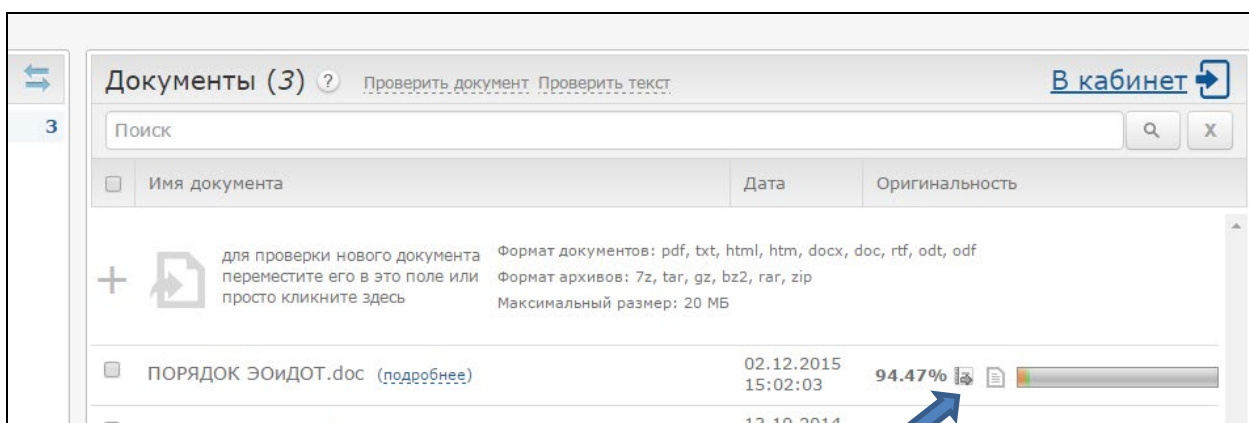 Документы (3) ? Проверить документ Проверить текст В кабинет
3
Поиск X
Имя документа Дата Оригинальность
для проверки нового документа
переместите его в это поле или
просто кликните здесь
Формат документов: pdf, txt, html, htm, docx, doc, rtf, odt, odf
Формат архивов: 7z, tar, gz, bz2, rar, zip
Максимальный размер: 20 МБ
ПОРЯДОК ЭОиДОТ.doc (подробнее) 02.12.2015
15:02:03 94.47%